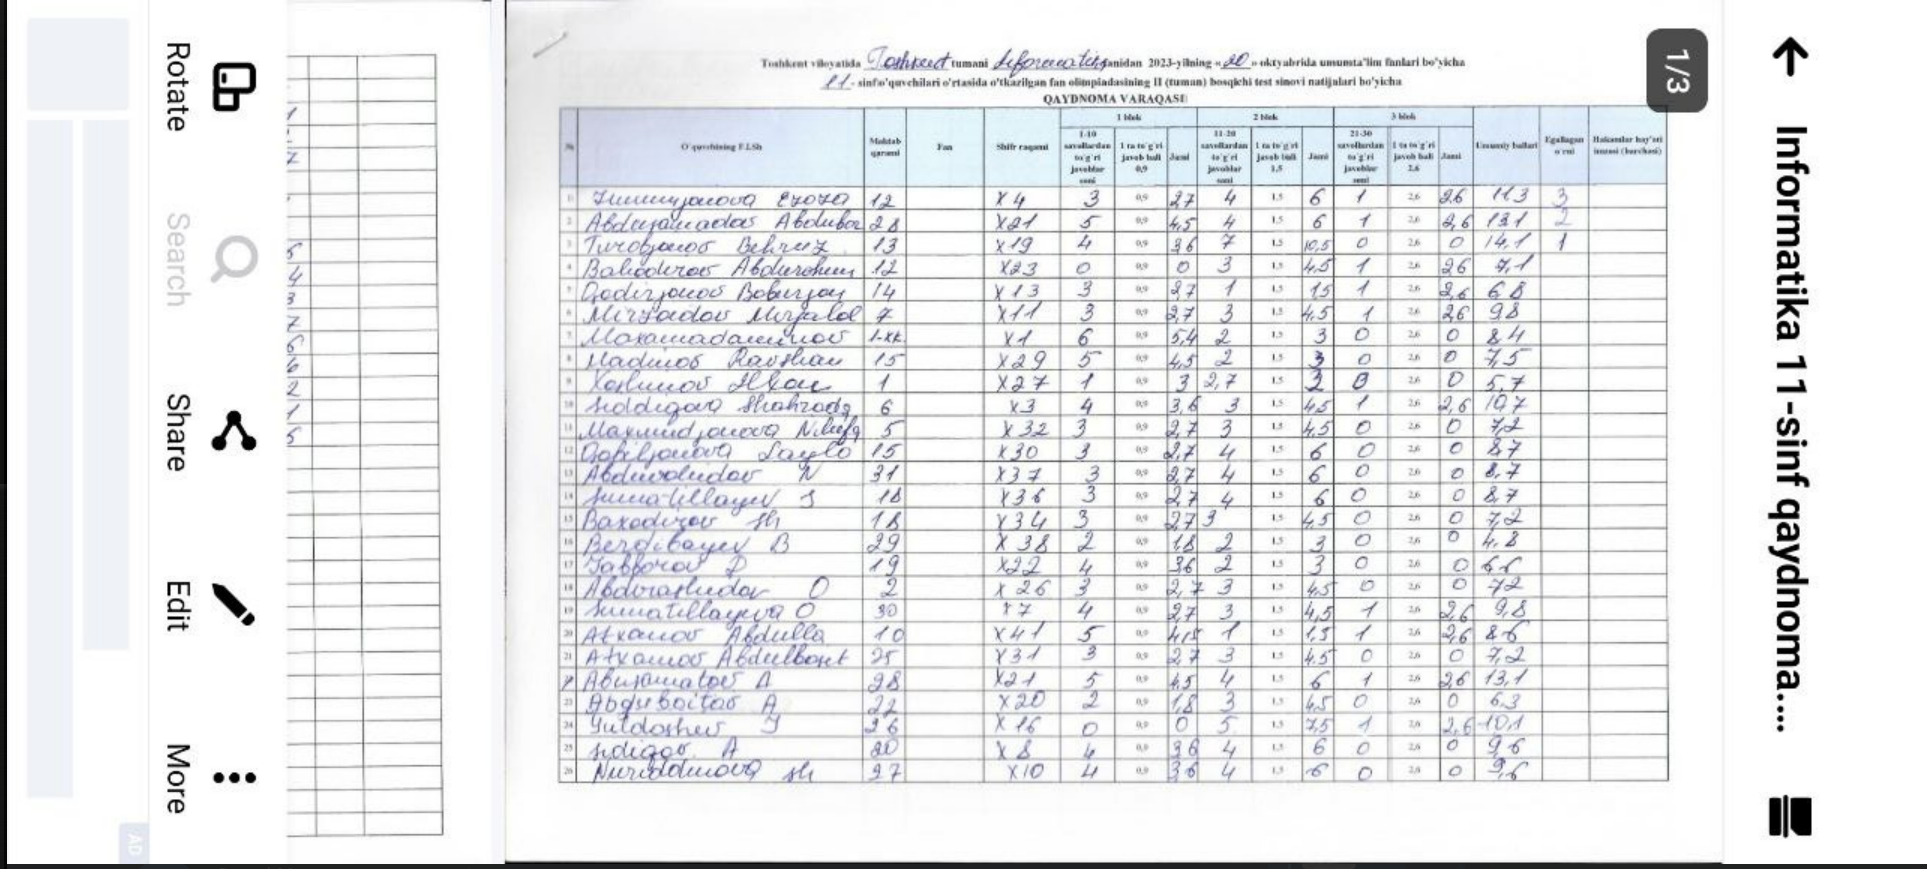 Toshkent viloyatida Toshkent tumani Informatika fanidan 2023-yilning « 20 » oktyabrida umumta'lim fanlari bo'yicha
11 - sinf o'quvchilari o'rtasida o'tkazilgan fan olimpiadasining II (tuman) bosqichi test sinovi natijalari bo'yicha
QAYDNOMA VARAQASI
№ O'quvchining F.I.Sh Maktab raqami Fan Shifr raqami 1 blok 2 blok 3 blok Umumiy ballari Egallagan o'rni Hakamlar hay'ati imzosi (barchasi)
1-10 savollardan to'g'ri javoblar soni 1 ta to'g'ri javob bali 0,9 Jami 11-20 savollardan to'g'ri javoblar soni 1 ta to'g'ri javob bali 1,5 Jami 21-30 savollardan to'g'ri javoblar soni 1 ta to'g'ri javob bali 2,6 Jami
1 12 X4 3 0,9 2,7 4 1,5 6 1 2,6 2,6 11,3 3
2 28 X21 5 0,9 4,5 4 1,5 6 1 2,6 2,6 13,1 2
3 Turobjonov Behruz 13 X19 4 0,9 3,6 7 1,5 10,5 0 2,6 0 14,1 1
4 Bahodirov Abdurohim 12 X23 0 0,9 0 3 1,5 4,5 1 2,6 2,6 7,1
5 Qodirjonov Boburjon 14 X13 3 0,9 2,7 1 1,5 1,5 1 2,6 2,6 6,8
6 Mirzaidov Mirjalol 7 X11 3 0,9 2,7 3 1,5 4,5 1 2,6 2,6 9,8
7 Maxamadaminov X1 6 0,9 5,4 2 1,5 3 0 2,6 0 8,4
8 Ravshan 15 X29 5 0,9 4,5 2 1,5 3 0 2,6 0 7,5
9 1 X27 1 0,9 3 2,7 1,5 3 0 2,6 0 5,7
10 Siddiqova Shahzoda 6 X3 4 0,9 3,6 3 1,5 4,5 1 2,6 2,6 10,7
11 Maxmudjonova 5 X32 3 0,9 2,7 3 1,5 4,5 0 2,6 0 7,2
12 Qofiljonova Laylo 15 X30 3 0,9 2,7 4 1,5 6 0 2,6 0 8,7
13 N 31 X37 3 0,9 2,7 4 1,5 6 0 2,6 0 8,7
14 Jumatillayev S 18 X36 3 0,9 2,7 4 1,5 6 0 2,6 0 8,7
15 Baxodirov Sh 18 X34 3 0,9 2,7 3 1,5 4,5 0 2,6 0 7,2
16 Berdibayev B 29 X38 2 0,9 1,8 2 1,5 3 0 2,6 0 4,8
17 Jabborov D 19 X22 4 0,9 3,6 2 1,5 3 0 2,6 0 6,6
18 Abdurashidov O 2 X26 3 0,9 2,7 3 1,5 4,5 0 2,6 0 7,2
19 Jumatillayeva O 30 X7 4 0,9 2,7 3 1,5 4,5 1 2,6 2,6 9,8
20 Atxamov Abdulla 10 X41 5 0,9 4,5 1 1,5 1,5 1 2,6 2,6 8,6
21 Atxamov Abdulbosit 25 X31 3 0,9 2,7 3 1,5 4,5 0 2,6 0 7,2
28 X21 5 0,9 4,5 4 1,5 6 1 2,6 2,6 13,1
23 A 22 X20 2 0,9 1,8 3 1,5 4,5 0 2,6 0 6,3
24 Yuldoshev J 26 X16 0 0,9 0 5 1,5 7,5 1 2,6 2,6 10,1
25 A 20 X8 4 0,9 3,6 4 1,5 6 0 2,6 0 9,6
26 Sh 27 X10 4 0,9 3,6 4 1,5 6 0 2,6 0 9,6
1/3
Informatika 11-sinf qaydnoma....
Rotate
Search
Share
Edit
More
AD